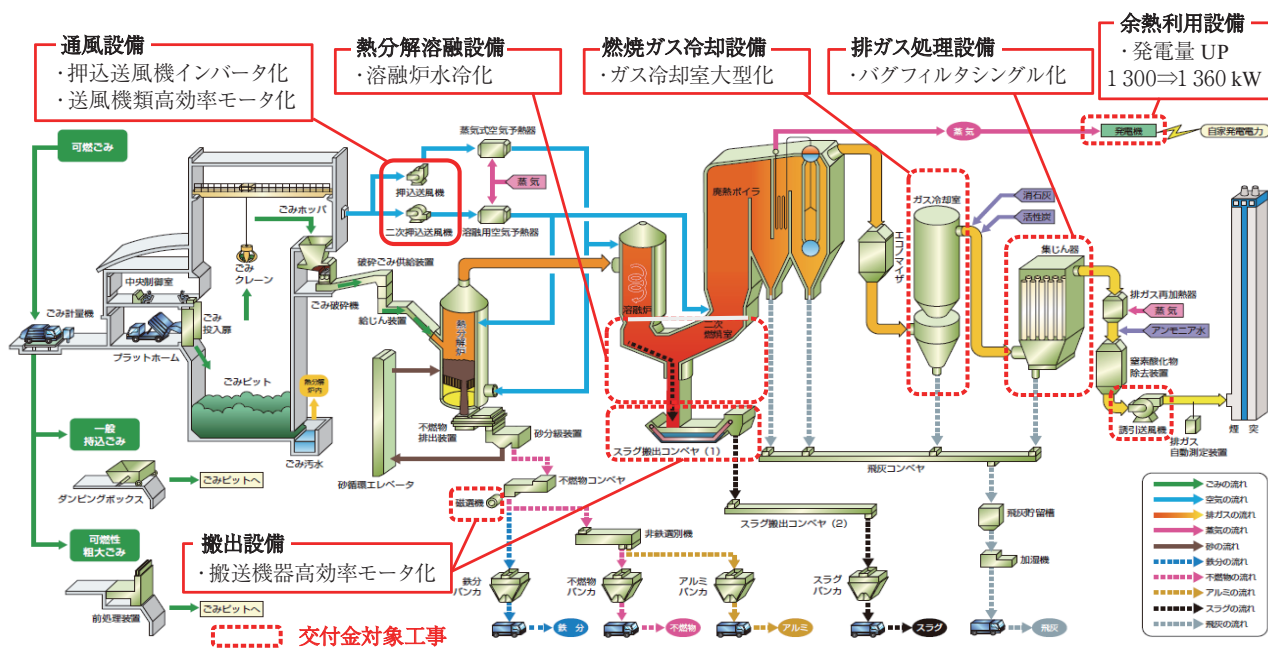 通風設備
・押込送風機インバータ化
・送風機類高効率モータ化
熱分解溶融設備
・溶融炉水冷化
燃焼ガス冷却設備
・ガス冷却室大型化
排ガス処理設備
・バグフィルタシングル化
余熱利用設備
・発電量 UP
1 300⇒1 360 kW
可燃ごみ
蒸気式空気予熱器
押込送風機
蒸気
二次押込送風機
溶融用空気予熱器
蒸気
発電機
自家発電電力
廃熱ボイラ
ガス冷却室
消石灰
活性炭
エコノマイザ
集じん器
ごみホッパ
破砕ごみ供給装置
ごみ
クレーン
中央制御室
ごみ破砕機
給じん装置
熱分解炉
溶融炉
二次
燃焼室
排ガス再加熱器
蒸気
アンモニア水
窒素酸化物
除去装置
ごみ計量機
ごみ
投入扉
プラットホーム
ごみピット
熱分解
炉内
ごみ汚水
不燃物
排出装置
砂分級装置
スラグ搬出コンベヤ（1）
誘引送風機
排ガス
自動測定装置
煙突
一般
持込ごみ
ダンピングボックス
ごみピットへ
砂循環エレベータ
不燃物コンベヤ
磁選機
飛灰コンベヤ
スラグ搬出コンベヤ（2）
非鉄選別機
飛灰貯留槽
加湿機
可燃性
粗大ごみ
前処理装置
ごみピットへ
搬出設備
・搬送機器高効率モータ化
鉄分
バンカ
不燃物
バンカ
アルミ
バンカ
スラグ
バンカ
鉄分
不燃物
アルミ
スラグ
飛灰
交付金対象工事
ごみの流れ
空気の流れ
排ガスの流れ
蒸気の流れ
砂の流れ
鉄分の流れ
不燃物の流れ
アルミの流れ
スラグの流れ
飛灰の流れ